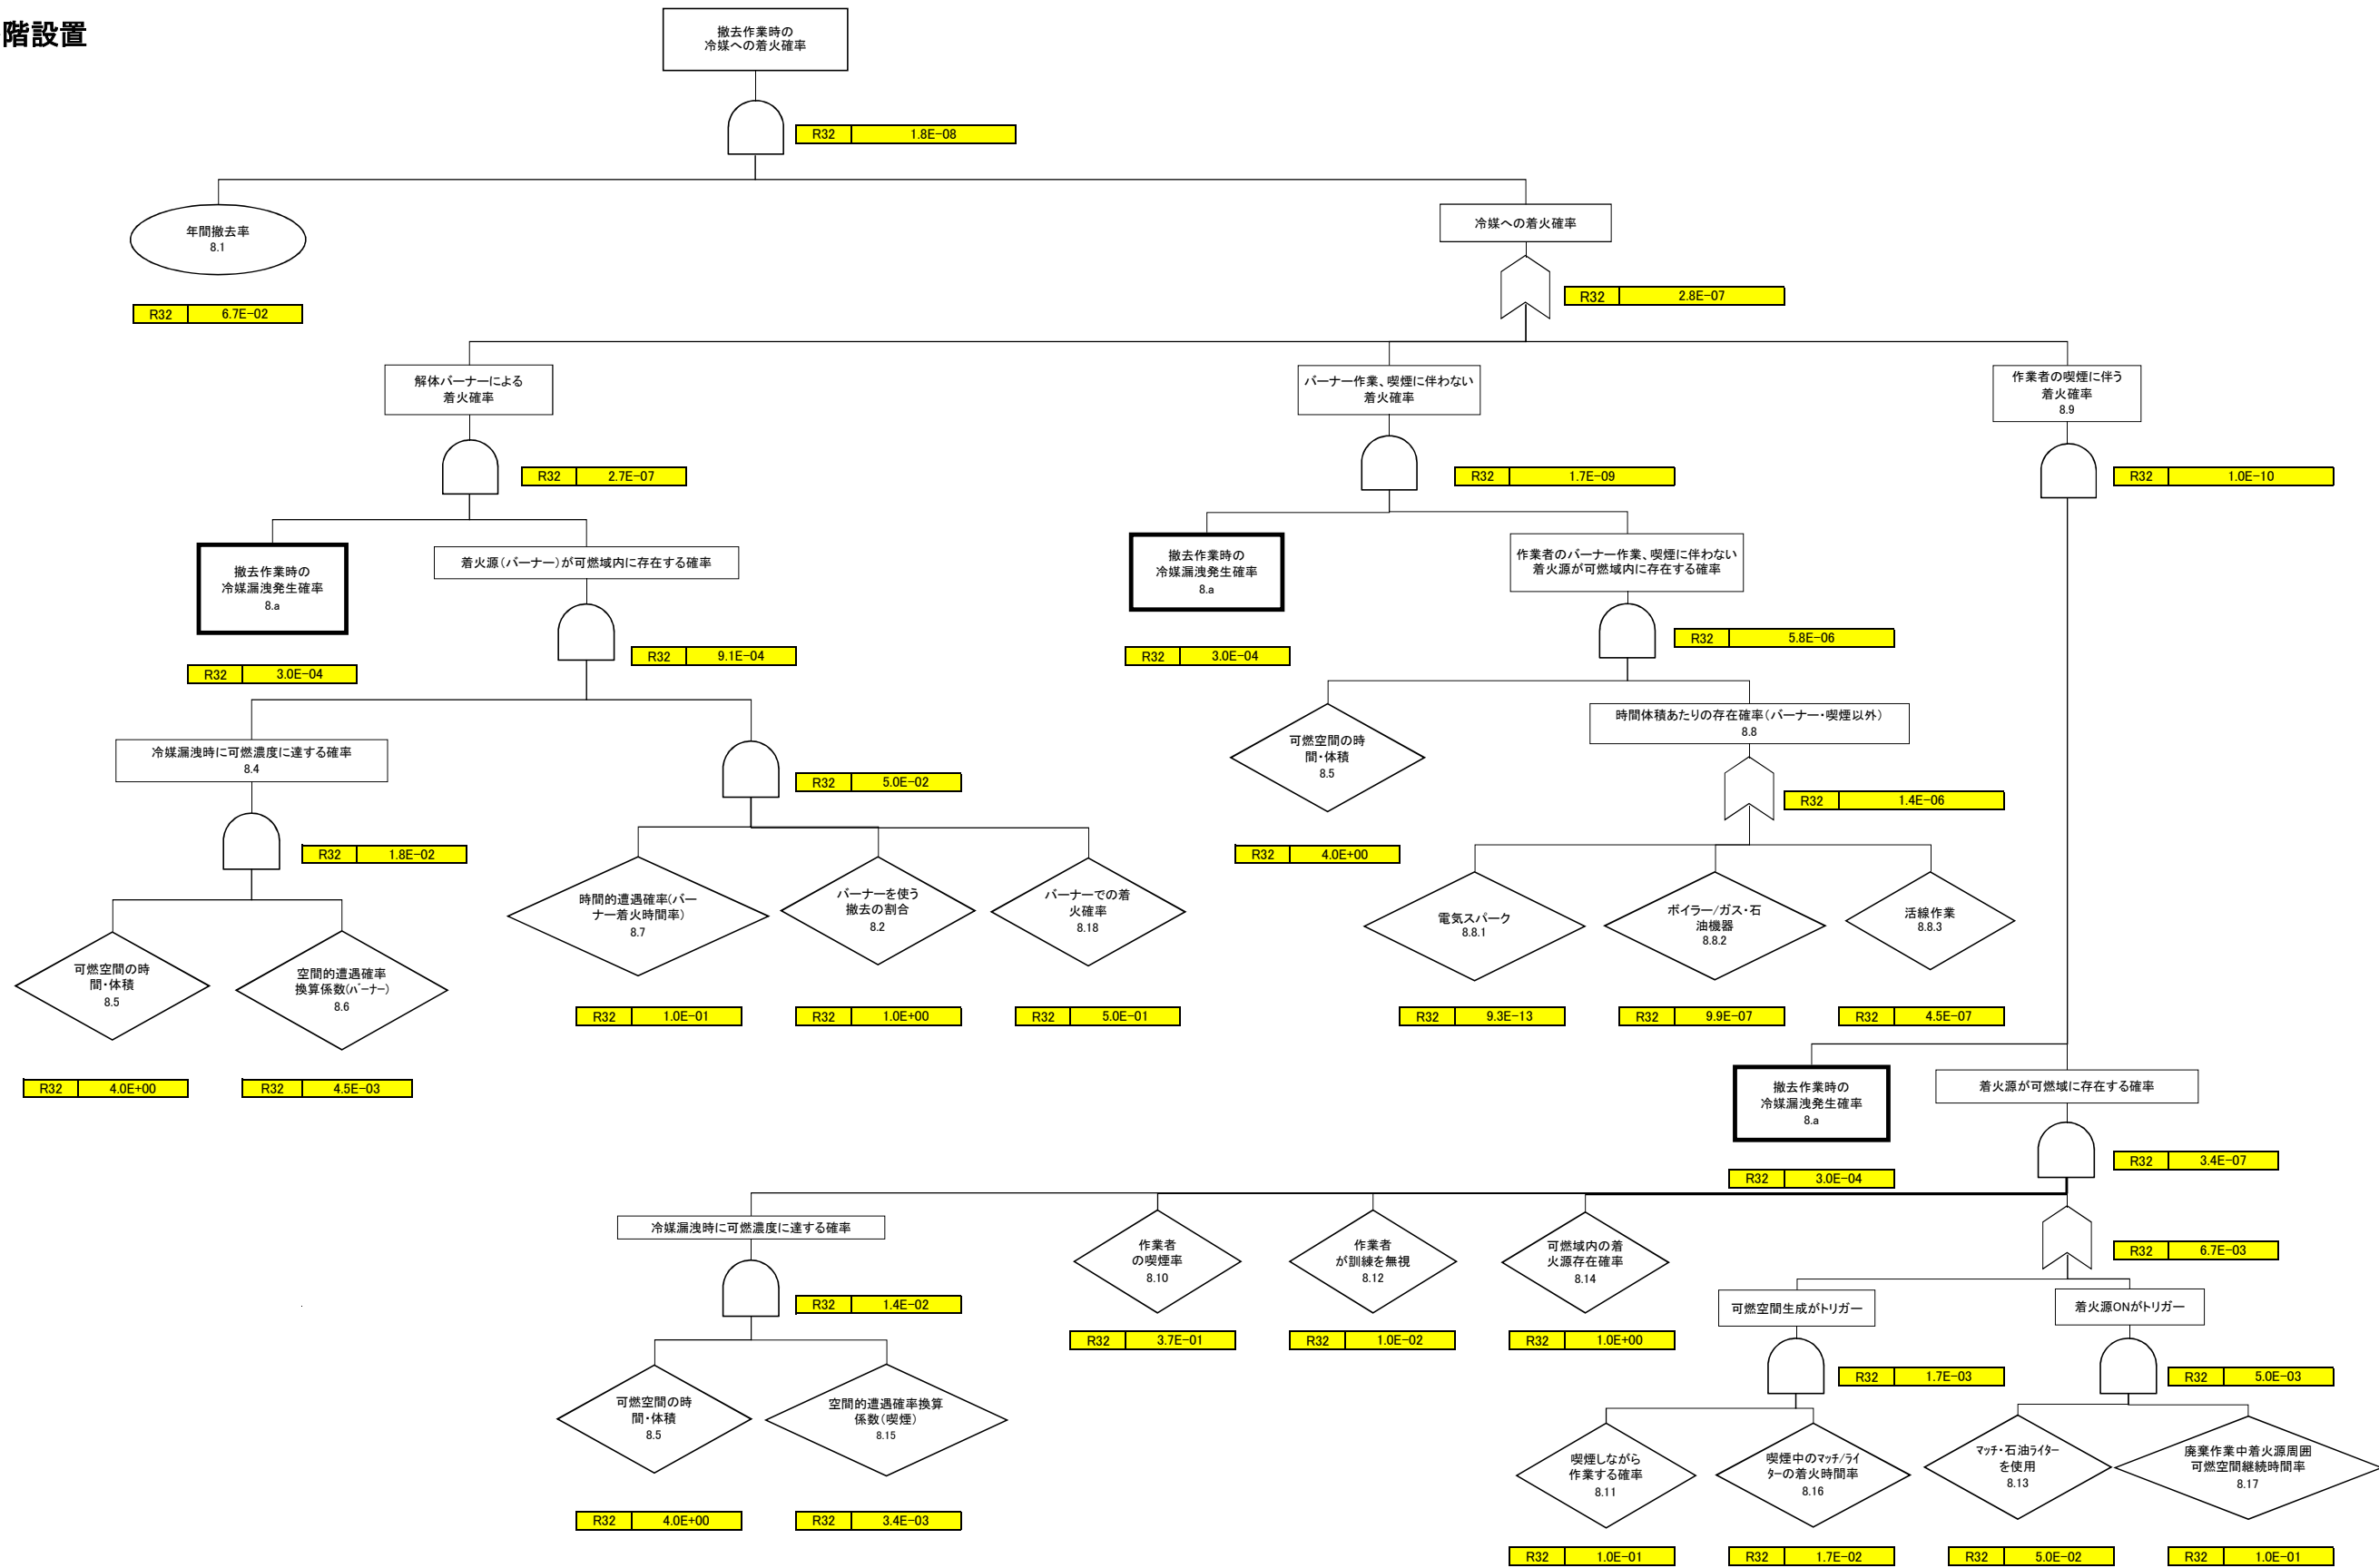 階設置
撤去作業時の
冷媒への着火確率
R32 1.8E-08
年間撤去率
8.1
R32 6.7E-02
冷媒への着火確率
R32 2.8E-07
解体バーナーによる
着火確率
R32 2.7E-07
バーナー作業、喫煙に伴わない
着火確率
R32 1.7E-09
作業者の喫煙に伴う
着火確率
8.9
R32 1.0E-10
撤去作業時の
冷媒漏洩発生確率
8.a
R32 3.0E-04
着火源(バーナー)が可燃域内に存在する確率
R32 9.1E-04
撤去作業時の
冷媒漏洩発生確率
8.a
R32 3.0E-04
作業者のバーナー作業、喫煙に伴わない
着火源が可燃域内に存在する確率
R32 5.8E-06
冷媒漏洩時に可燃濃度に達する確率
8.4
R32 1.8E-02
R32 5.0E-02
可燃空間の時
間・体積
8.5
R32 4.0E+00
時間体積あたりの存在確率(バーナー・喫煙以外)
8.8
R32 1.4E-06
可燃空間の時
間・体積
8.5
R32 4.0E+00
空間的遭遇確率
換算係数(バーナー)
8.6
R32 4.5E-03
時間的遭遇確率(バー
ナー着火時間率)
8.7
R32 1.0E-01
バーナーを使う
撤去の割合
8.2
R32 1.0E+00
バーナーでの着
火確率
8.18
R32 5.0E-01
電気スパーク
8.8.1
R32 9.3E-13
ボイラー/ガス・石
油機器
8.8.2
R32 9.9E-07
活線作業
8.8.3
R32 4.5E-07
撤去作業時の
冷媒漏洩発生確率
8.a
R32 3.0E-04
着火源が可燃域に存在する確率
R32 3.4E-07
冷媒漏洩時に可燃濃度に達する確率
R32 1.4E-02
作業者
の喫煙率
8.10
R32 3.7E-01
作業者
が訓練を無視
8.12
R32 1.0E-02
可燃域内の着
火源存在確率
8.14
R32 1.0E+00
R32 6.7E-03
可燃空間生成がトリガー
R32 1.7E-03
着火源ONがトリガー
R32 5.0E-03
可燃空間の時
間・体積
8.5
R32 4.0E+00
空間的遭遇確率換算
係数(喫煙)
8.15
R32 3.4E-03
喫煙しながら
作業する確率
8.11
R32 1.0E-01
喫煙中のマッチ/ライ
ターの着火時間率
8.16
R32 1.7E-02
マッチ・石油ライター
を使用
8.13
R32 5.0E-02
廃棄作業中着火源周囲
可燃空間継続時間率
8.17
R32 1.0E-01